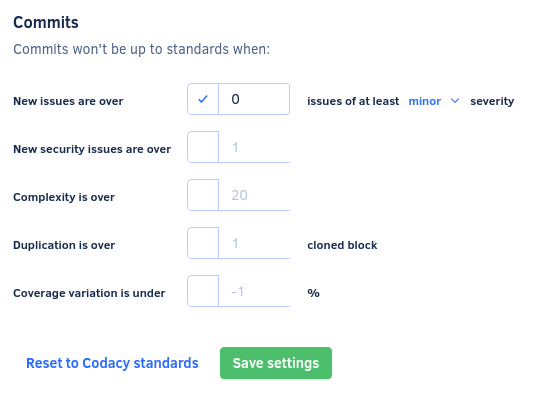 Commits
Commits won't be up to standards when:
New issues are over 0 issues of at least minor severity
New security issues are over 1
Complexity is over 20
Duplication is over 1 cloned block
Coverage variation is under -1 %
Reset to Codacy standards Save settings